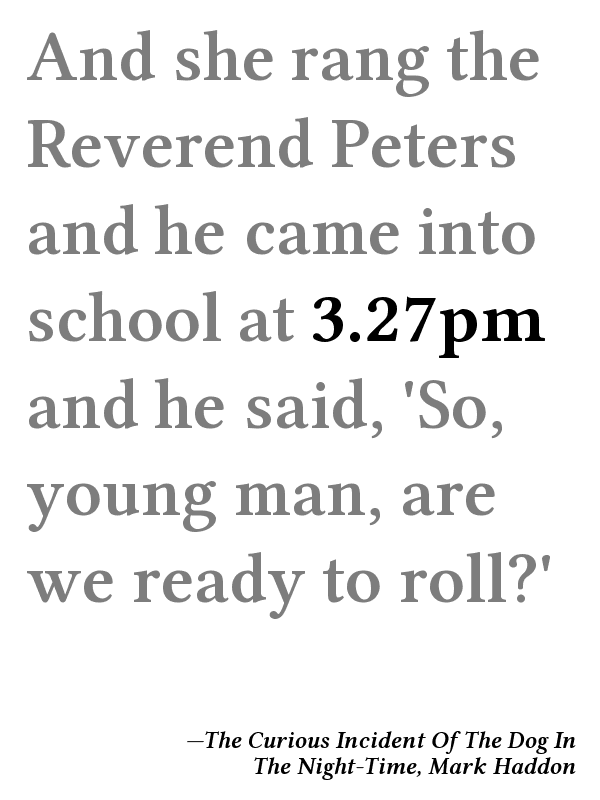 And she rang the
Reverend Peters
and he came into
school at 3.27pm
and he said, 'So,
young man, are
we ready to roll?'
—The Curious Incident Of The Dog In
The Night-Time, Mark Haddon